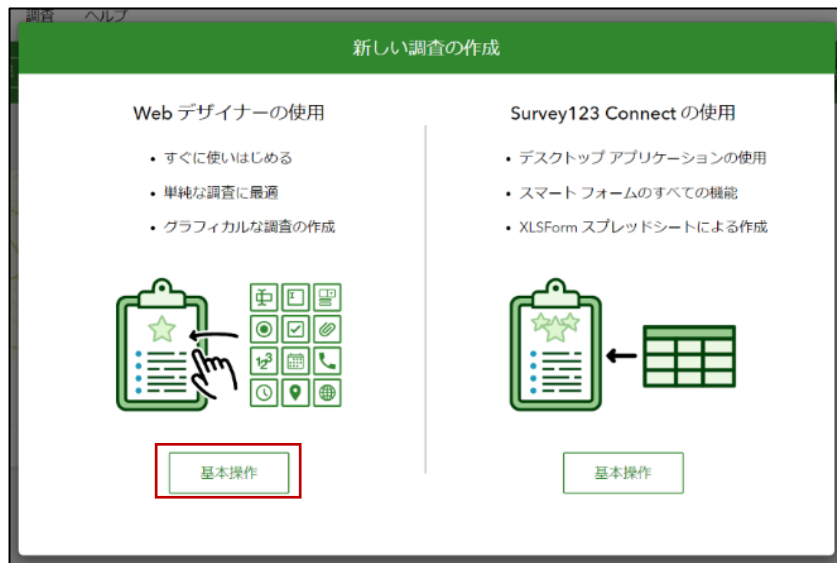 調査 ヘルプ
新しい調査の作成
Web デザイナーの使用
• すぐに使いはじめる
• 単純な調査に最適
• グラフィカルな調査の作成
基本操作
Survey123 Connect の使用
• デスクトップ アプリケーションの使用
• スマート フォームのすべての機能
• XLSForm スプレッドシートによる作成
基本操作